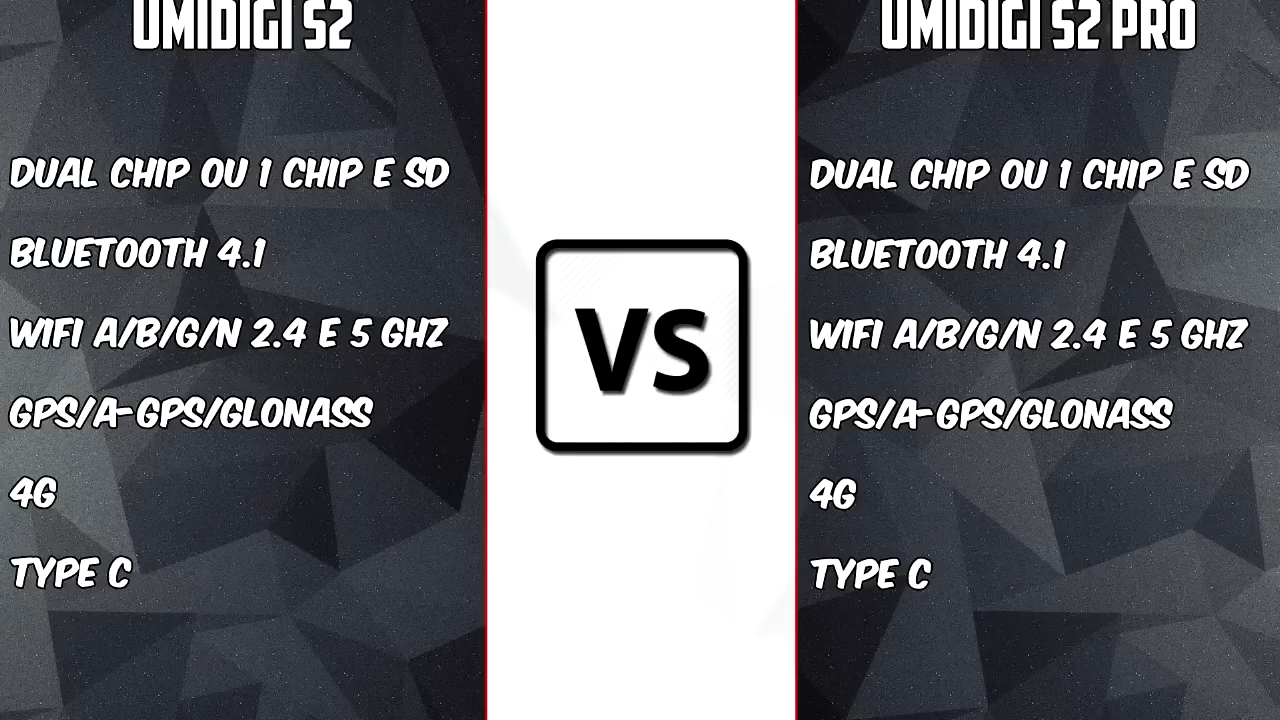 UMIDIGI S2
DUAL CHIP OU 1 CHIP E SD
BLUETOOTH 4.1
WIFI A/B/G/N 2.4 E 5 GHZ
GPS/A-GPS/GLONASS
4G
TYPE C
VS
UMIDIGI S2 PRO
DUAL CHIP OU 1 CHIP E SD
BLUETOOTH 4.1
WIFI A/B/G/N 2.4 E 5 GHZ
GPS/A-GPS/GLONASS
4G
TYPE C